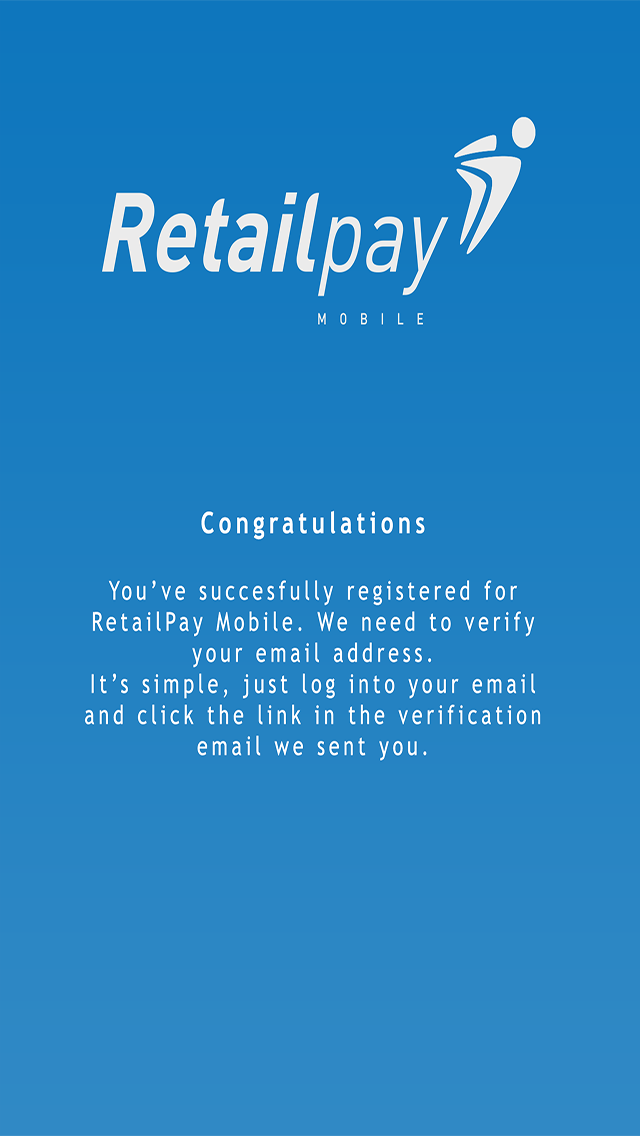 Retailpay
MOBILE
Congratulations
You’ve succesfully registered for
RetailPay Mobile. We need to verify
your email address.
It’s simple, just log into your email
and click the link in the verification
email we sent you.